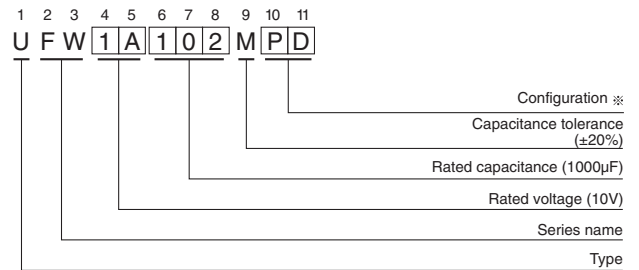 1 2 3 4 5 6 7 8 9 10 11
U F W 1 A 1 0 2 M P D
Configuration ※
Capacitance tolerance
(±20%)
Rated capacitance (1000µF)
Rated voltage (10V)
Series name
Type